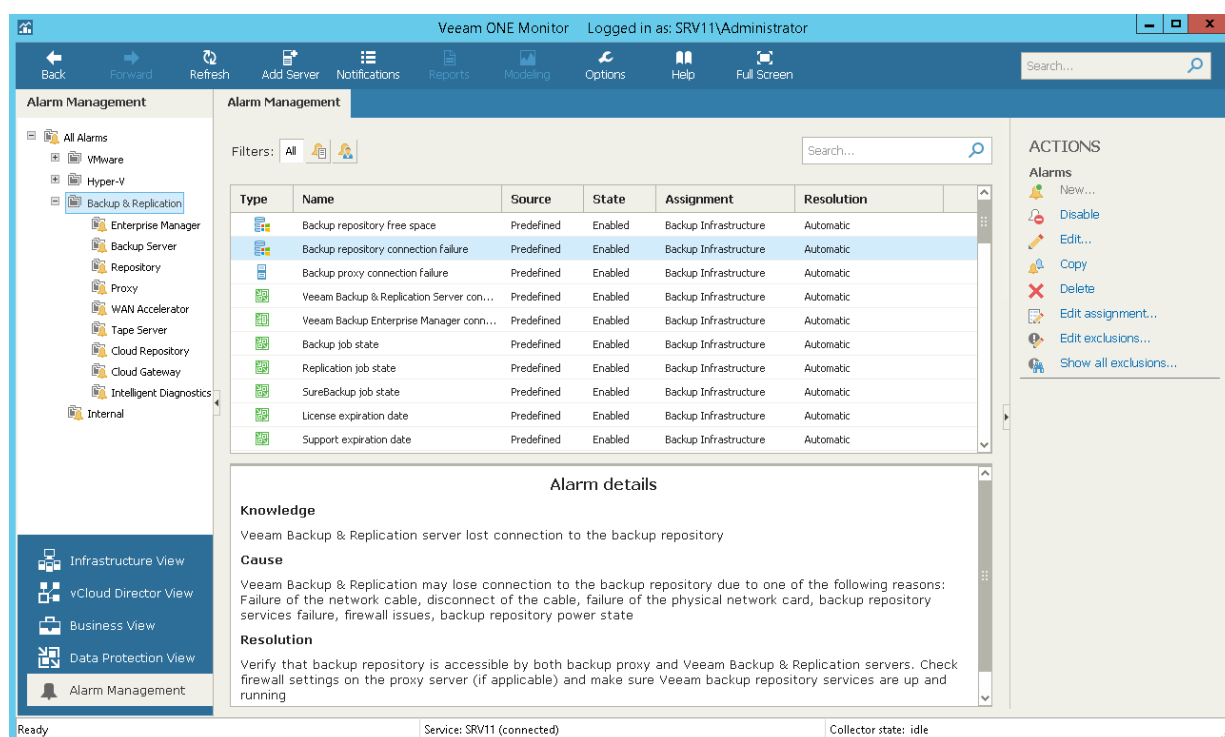 Veeam ONE Monitor Logged in as: SRV11\Administrator
Back
Forward
Refresh
Add Server
Notifications
Reports
Modeling
Options
Help
Full Screen
Search...
Alarm Management
Alarm Management
All Alarms
VMware
Hyper-V
Backup & Replication
Enterprise Manager
Backup Server
Repository
Proxy
WAN Accelerator
Tape Server
Cloud Repository
Cloud Gateway
Intelligent Diagnostics
Internal
Infrastructure View
vCloud Director View
Business View
Data Protection View
Alarm Management
Filters: All
Search...
Type Name Source State Assignment Resolution
Backup repository free space Predefined Enabled Backup Infrastructure Automatic
Backup repository connection failure Predefined Enabled Backup Infrastructure Automatic
Backup proxy connection failure Predefined Enabled Backup Infrastructure Automatic
Veeam Backup & Replication Server con... Predefined Enabled Backup Infrastructure Automatic
Veeam Backup Enterprise Manager conn... Predefined Enabled Backup Infrastructure Automatic
Backup job state Predefined Enabled Backup Infrastructure Automatic
Replication job state Predefined Enabled Backup Infrastructure Automatic
SureBackup job state Predefined Enabled Backup Infrastructure Automatic
License expiration date Predefined Enabled Backup Infrastructure Automatic
Support expiration date Predefined Enabled Backup Infrastructure Automatic
Alarm details
Knowledge
Veeam Backup & Replication server lost connection to the backup repository
Cause
Veeam Backup & Replication may lose connection to the backup repository due to one of the following reasons:
Failure of the network cable, disconnect of the cable, failure of the physical network card, backup repository
services failure, firewall issues, backup repository power state
Resolution
Verify that backup repository is accessible by both backup proxy and Veeam Backup & Replication servers. Check
firewall settings on the proxy server (if applicable) and make sure Veeam backup repository services are up and
running
ACTIONS
Alarms
New...
Disable
Edit...
Copy
Delete
Edit assignment...
Edit exclusions...
Show all exclusions...
Ready
Service: SRV11 (connected)
Collector state: idle